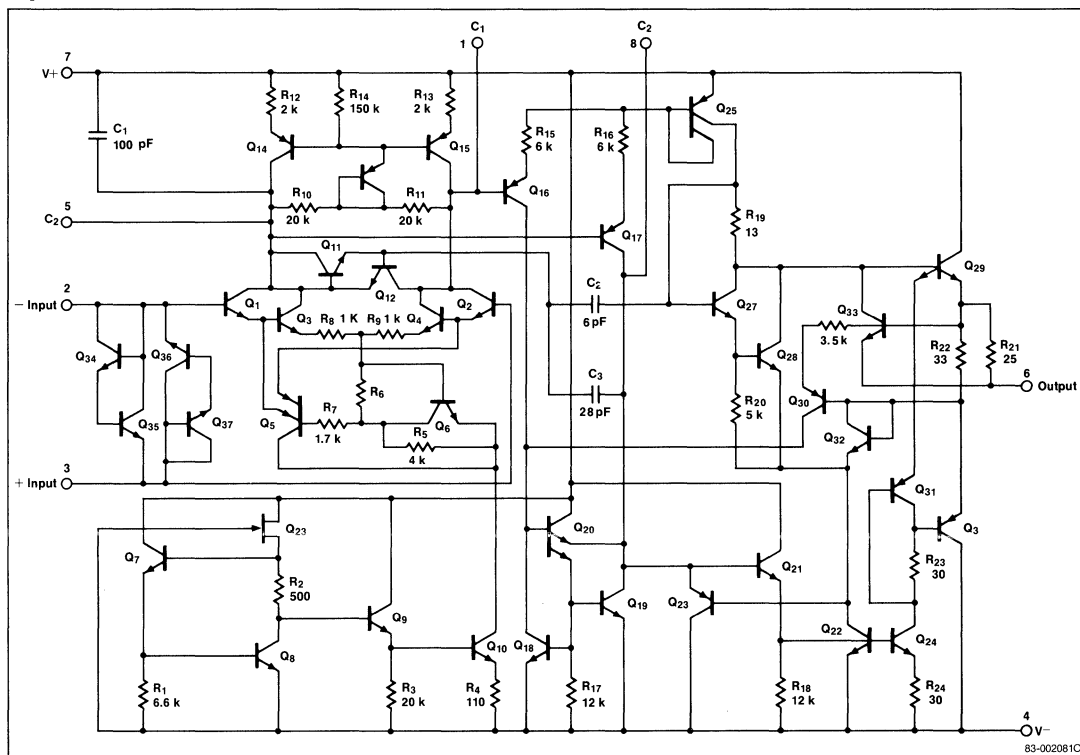 C1
1
C2
8
7
V+
R12
2 k
R14
150 k
R13
2 k
Q25
C1
100 pF
R15
6 k
R16
6 k
Q14
Q15
R10
20 k
R11
20 k
Q16
5
C2
R19
13
Q17
Q11
Q12
Q29
− Input
2
Q1
Q3
R8 1 K
R9 1 k
Q4
Q2
C2
6 pF
Q27
Q33
3.5 k
R22
33
R21
25
6
Output
Q34
Q36
Q28
R6
C3
28 pF
R20
5 k
Q30
Q35
Q37
Q5
R7
1.7 k
Q6
R5
4 k
Q32
3
+ Input
Q31
Q23
Q20
Q3
Q7
R2
500
Q21
R23
30
Q9
Q19
Q23
Q22
Q24
Q8
Q10
Q18
R1
6.6 k
R3
20 k
R4
110
R17
12 k
R18
12 k
R24
30
4
V−
83-002081C